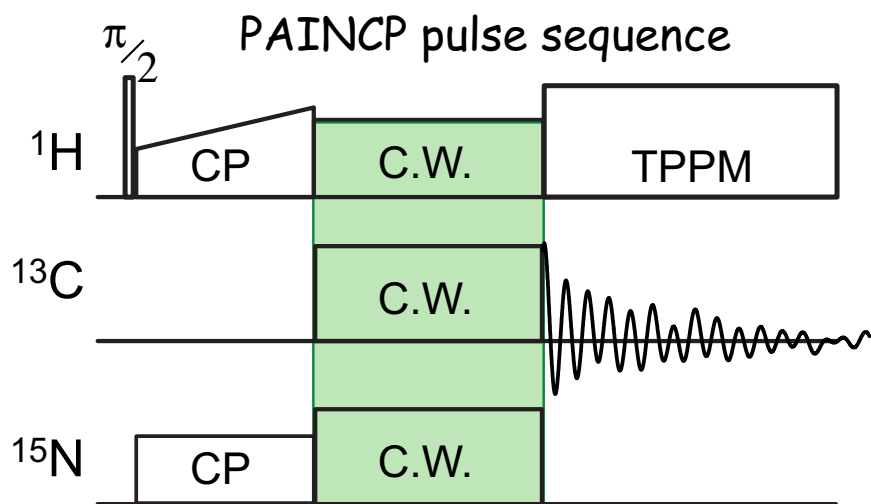 PAINCP pulse sequence
π/2
¹H CP C.W. TPPM
¹³C C.W.
¹⁵N CP C.W.